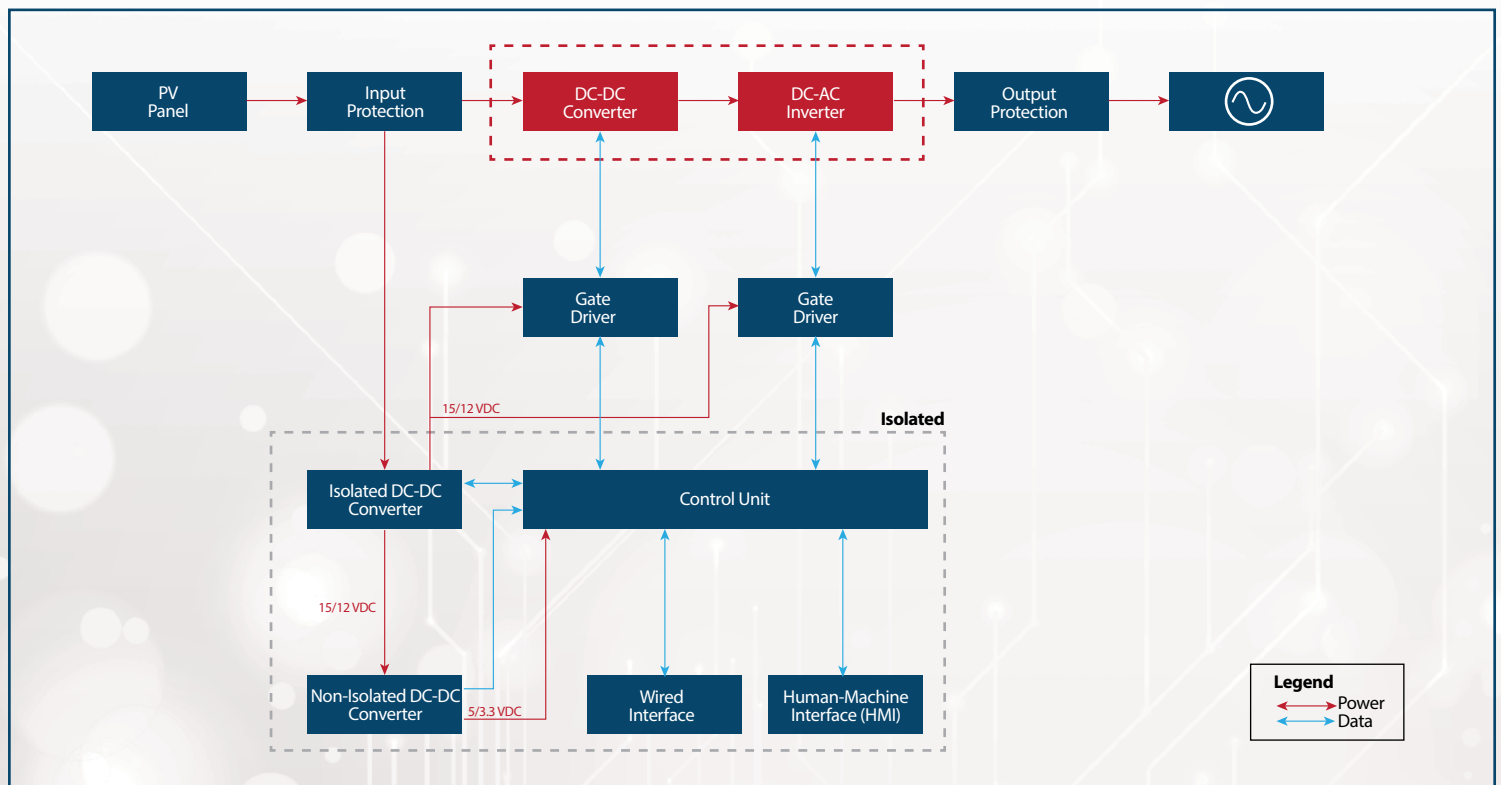 PV
Panel
Input
Protection
DC-DC
Converter
DC-AC
Inverter
Output
Protection
Gate
Driver
Gate
Driver
15/12 VDC
Isolated
Isolated DC-DC
Converter
Control Unit
15/12 VDC
Non-Isolated DC-DC
Converter
5/3.3 VDC
Wired
Interface
Human-Machine
Interface (HMI)
Legend
Power
Data